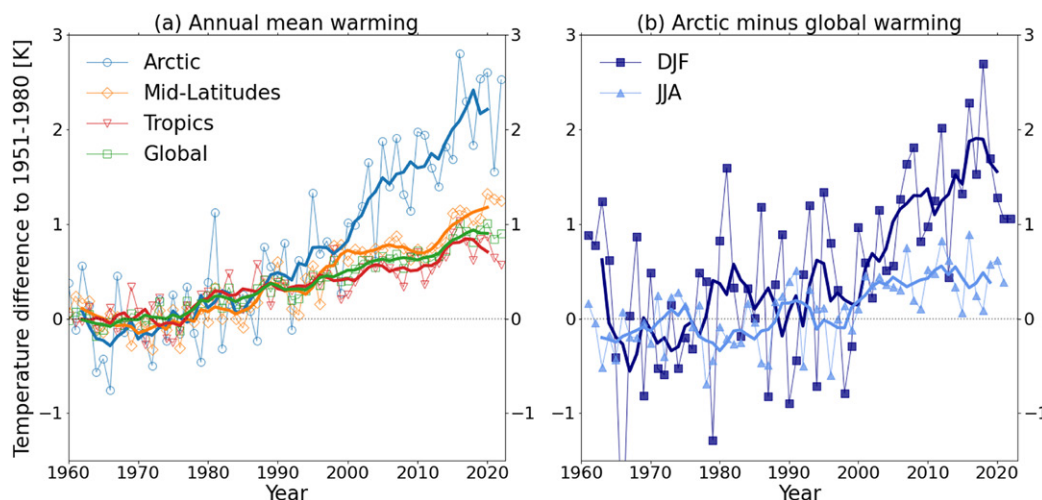 (a) Annual mean warming
(b) Arctic minus global warming
Temperature difference to 1951-1980 [K]
3
2
1
0
−1
3
2
1
0
−1
Arctic
Mid-Latitudes
Tropics
Global
1960 1970 1980 1990 2000 2010 2020
Year
3
2
1
0
−1
DJF
JJA
1960 1970 1980 1990 2000 2010 2020
Year